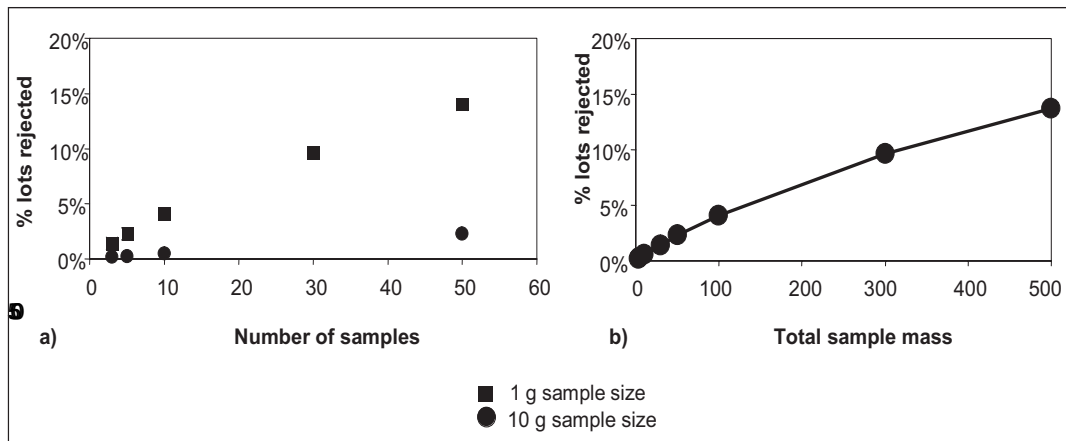 20%
15%
10%
5%
0%
% lots rejected
0 10 20 30 40 50 60
a) Number of samples
20%
15%
10%
5%
0%
% lots rejected
0 100 200 300 400 500
b) Total sample mass
1 g sample size
10 g sample size